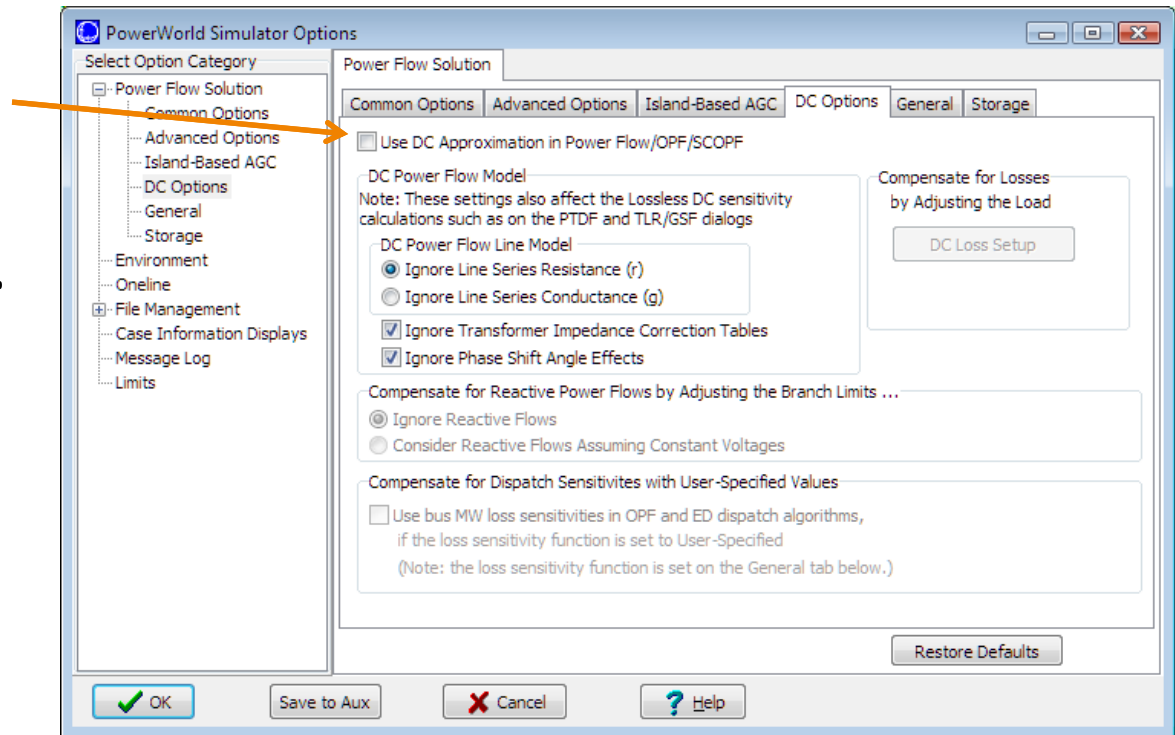 PowerWorld Simulator Options
Select Option Category
Power Flow Solution
Common Options
Advanced Options
Island-Based AGC
DC Options
General
Storage
Environment
Oneline
File Management
Case Information Displays
Message Log
Limits
Power Flow Solution
Common Options Advanced Options Island-Based AGC DC Options General Storage
Use DC Approximation in Power Flow/OPF/SCOPF
DC Power Flow Model
Note: These settings also affect the Lossless DC sensitivity
calculations such as on the PTDF and TLR/GSF dialogs
DC Power Flow Line Model
Ignore Line Series Resistance (r)
Ignore Line Series Conductance (g)
Ignore Transformer Impedance Correction Tables
Ignore Phase Shift Angle Effects
Compensate for Losses
by Adjusting the Load
DC Loss Setup
Compensate for Reactive Power Flows by Adjusting the Branch Limits ...
Ignore Reactive Flows
Consider Reactive Flows Assuming Constant Voltages
Compensate for Dispatch Sensitivites with User-Specified Values
Use bus MW loss sensitivities in OPF and ED dispatch algorithms,
if the loss sensitivity function is set to User-Specified
(Note: the loss sensitivity function is set on the General tab below.)
Restore Defaults
OK Save to Aux Cancel Help